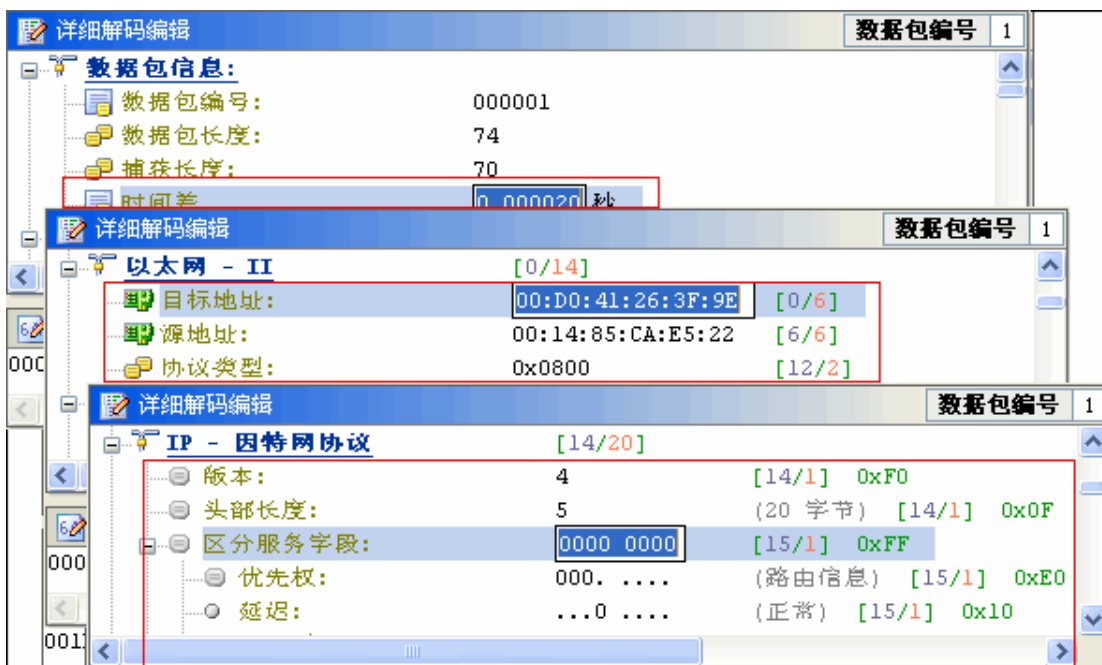 详细解码编辑 数据包编号 1
数据包信息:
数据包编号: 000001
数据包长度: 74
捕获长度: 70
时间差 0.000020 秒
详细解码编辑 数据包编号 1
以太网 - II [0/14]
目标地址: 00:D0:41:26:3F:9E [0/6]
源地址: 00:14:85:CA:E5:22 [6/6]
协议类型: 0x0800 [12/2]
000
详细解码编辑 数据包编号 1
IP - 因特网协议 [14/20]
版本: 4 [14/1] 0xF0
头部长度: 5 (20 字节) [14/1] 0x0F
区分服务字段: 0000 0000 [15/1] 0xFF
000
优先权: 000. .... (路由信息) [15/1] 0xE0
延迟: ...0 .... (正常) [15/1] 0x10
001